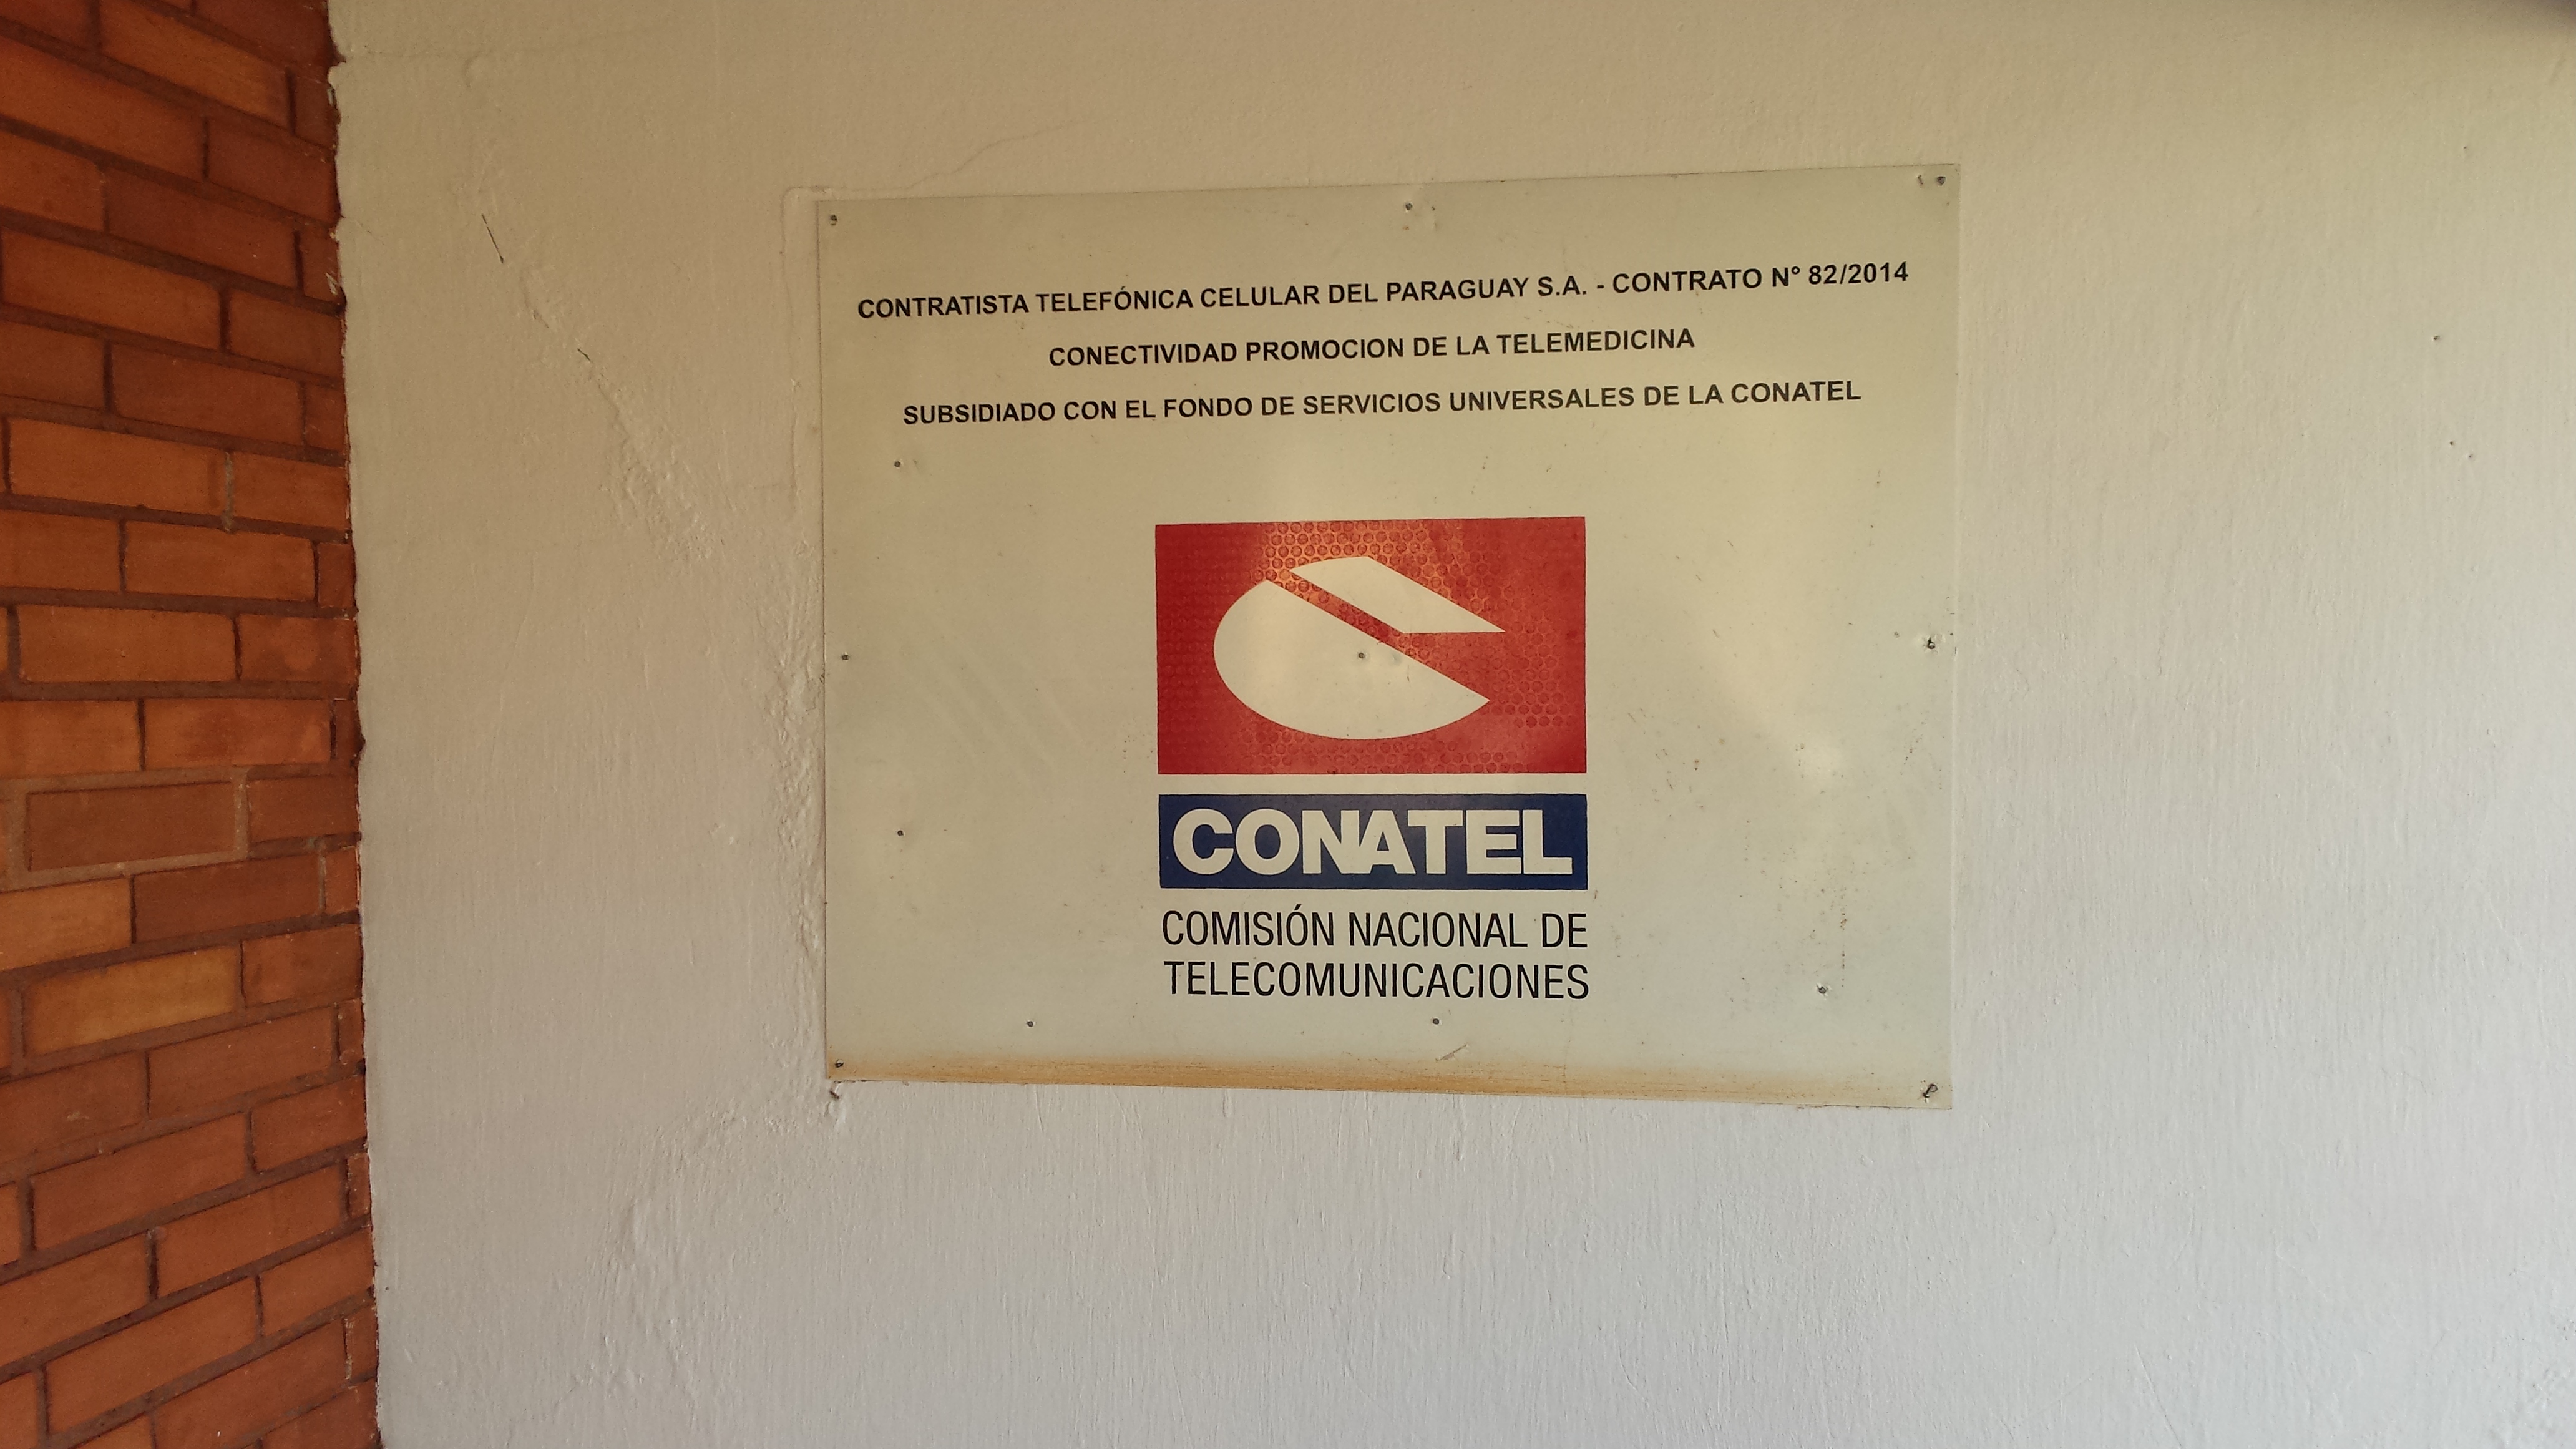 CONTRATISTA TELEFÓNICA CELULAR DEL PARAGUAY S.A. - CONTRATO N° 82/2014
CONECTIVIDAD PROMOCION DE LA TELEMEDICINA
SUBSIDIADO CON EL FONDO DE SERVICIOS UNIVERSALES DE LA CONATEL
CONATEL
COMISIÓN NACIONAL DE
TELECOMUNICACIONES